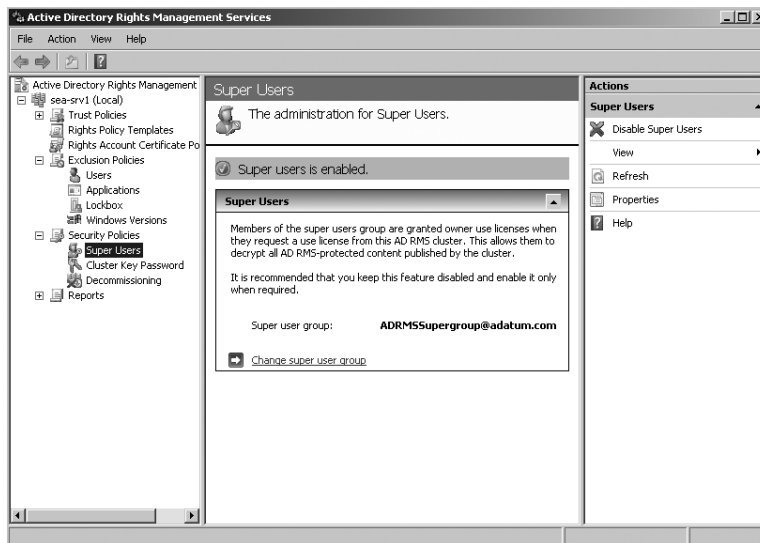 Active Directory Rights Management Services
File Action View Help
Active Directory Rights Management
sea-srv1 (Local)
Trust Policies
Rights Policy Templates
Rights Account Certificate Po
Exclusion Policies
Users
Applications
Lockbox
Windows Versions
Security Policies
Super Users
Cluster Key Password
Decommissioning
Reports
Super Users
The administration for Super Users.
Super users is enabled.
Super Users
Members of the super users group are granted owner use licenses when
they request a use license from this AD RMS cluster. This allows them to
decrypt all AD RMS-protected content published by the cluster.
It is recommended that you keep this feature disabled and enable it only
when required.
Super user group: ADRMSSupergroup@adatum.com
Change super user group
Actions
Super Users
Disable Super Users
View
Refresh
Properties
Help